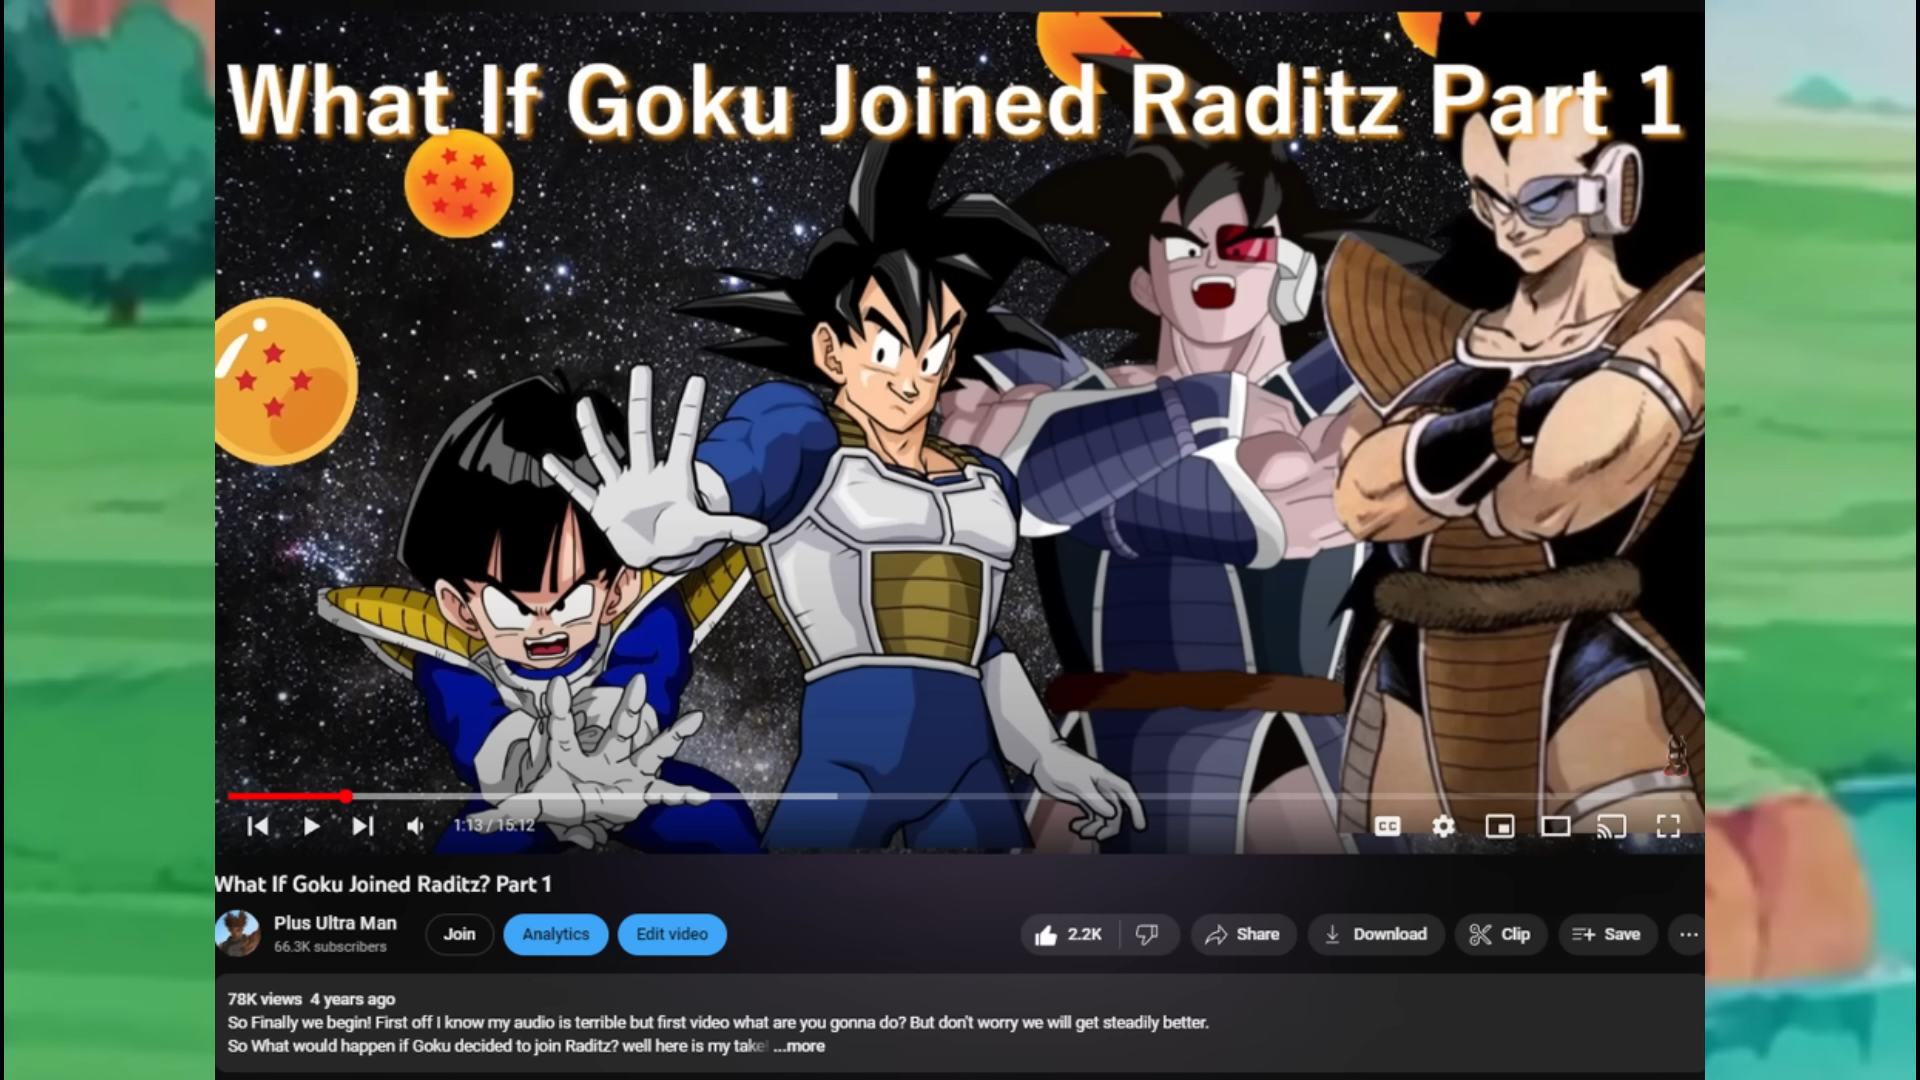 What If Goku Joined Raditz Part 1
1:13 / 15:12
CC
What If Goku Joined Raditz? Part 1
Plus Ultra Man
66.3K subscribers
Join
Analytics
Edit video
2.2K
Share
Download
Clip
Save
78K views 4 years ago
So Finally we begin! First off I know my audio is terrible but first video what are you gonna do? But don't worry we will get steadily better.
So What would happen if Goku decided to join Raditz? well here is my take! ...more